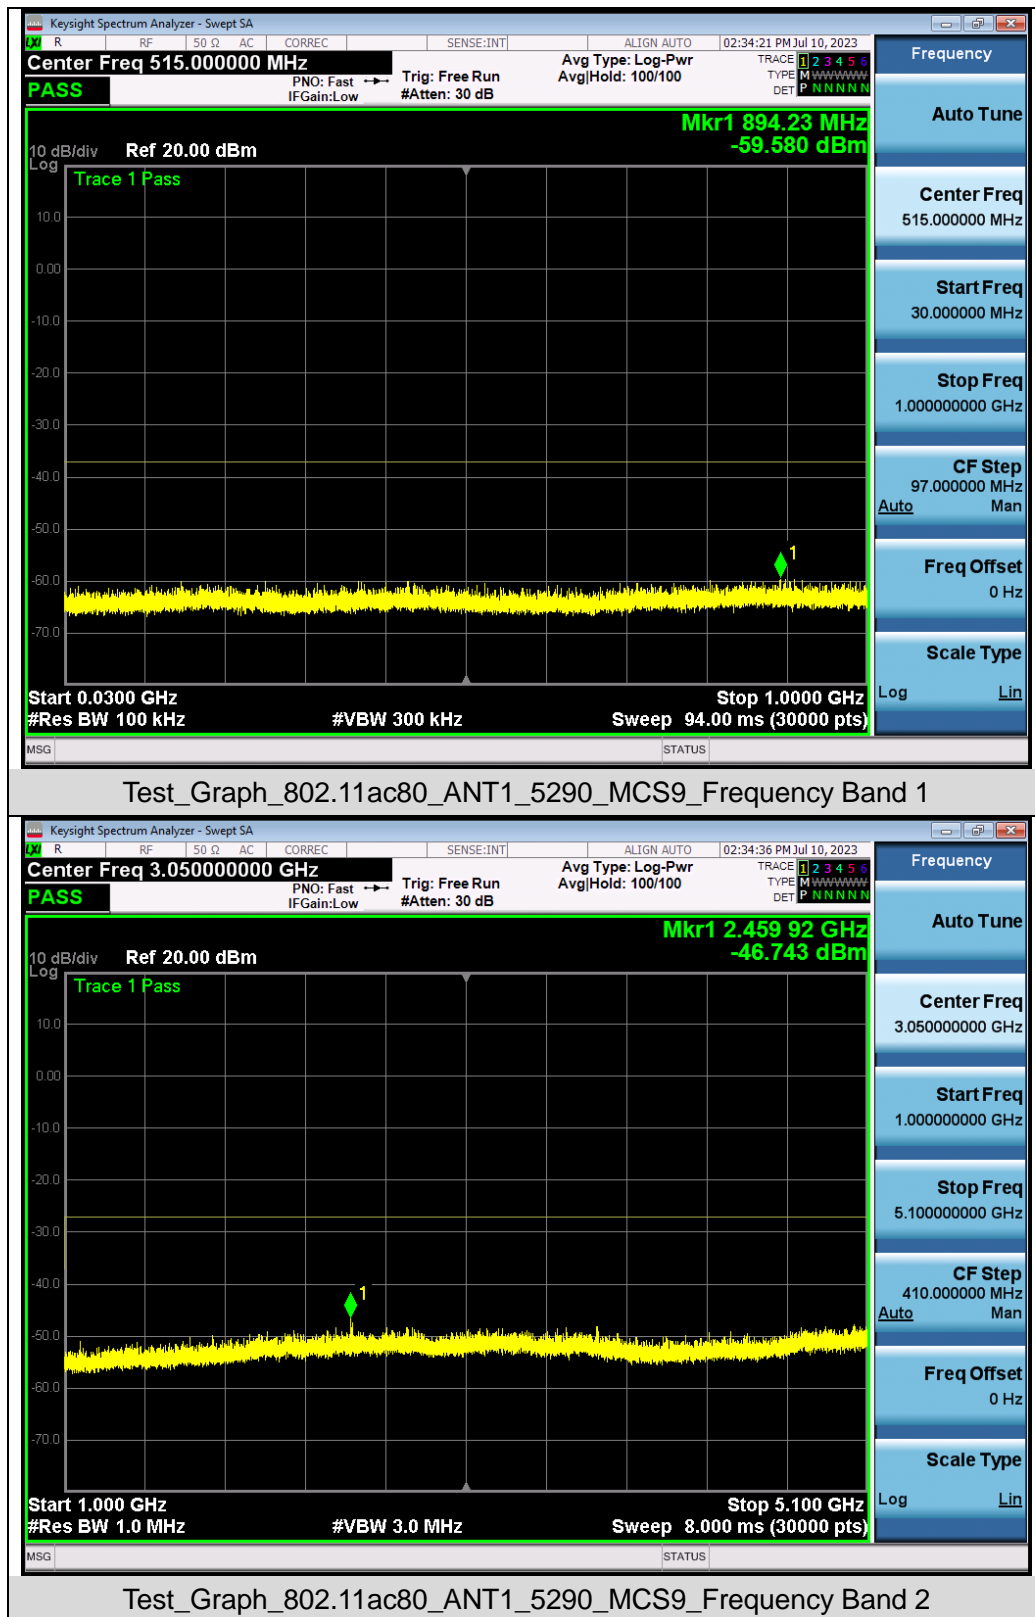 Keysight Spectrum Analyzer - Swept SA
LXI R RF 50 Ω AC CORREC SENSE:INT ALIGN AUTO 02:34:21 PM Jul 10, 2023
Center Freq 515.000000 MHz
PNO: Fast
IFGain:Low
Trig: Free Run
#Atten: 30 dB
Avg Type: Log-Pwr
Avg|Hold: 100/100
TRACE 1 2 3 4 5 6
TYPE M WWWWW
DET P N N N N N
PASS
Mkr1 894.23 MHz
-59.580 dBm
10 dB/div Ref 20.00 dBm
Log
Trace 1 Pass
10.0
0.00
-10.0
-20.0
-30.0
-40.0
-50.0
-60.0
-70.0
1
Start 0.0300 GHz Stop 1.0000 GHz
#Res BW 100 kHz #VBW 300 kHz Sweep 94.00 ms (30000 pts)
MSG STATUS
Frequency
Auto Tune
Center Freq
515.000000 MHz
Start Freq
30.000000 MHz
Stop Freq
1.000000000 GHz
CF Step
97.000000 MHz
Auto Man
Freq Offset
0 Hz
Scale Type
Log Lin
Test_Graph_802.11ac80_ANT1_5290_MCS9_Frequency Band 1
Keysight Spectrum Analyzer - Swept SA
LXI R RF 50 Ω AC CORREC SENSE:INT ALIGN AUTO 02:34:36 PM Jul 10, 2023
Center Freq 3.050000000 GHz
PNO: Fast
IFGain:Low
Trig: Free Run
#Atten: 30 dB
Avg Type: Log-Pwr
Avg|Hold: 100/100
TRACE 1 2 3 4 5 6
TYPE M WWWWW
DET P N N N N N
PASS
Mkr1 2.459 92 GHz
-46.743 dBm
10 dB/div Ref 20.00 dBm
Log
Trace 1 Pass
10.0
0.00
-10.0
-20.0
-30.0
-40.0
-50.0
-60.0
-70.0
1
Start 1.000 GHz Stop 5.100 GHz
#Res BW 1.0 MHz #VBW 3.0 MHz Sweep 8.000 ms (30000 pts)
MSG STATUS
Frequency
Auto Tune
Center Freq
3.050000000 GHz
Start Freq
1.000000000 GHz
Stop Freq
5.100000000 GHz
CF Step
410.000000 MHz
Auto Man
Freq Offset
0 Hz
Scale Type
Log Lin
Test_Graph_802.11ac80_ANT1_5290_MCS9_Frequency Band 2